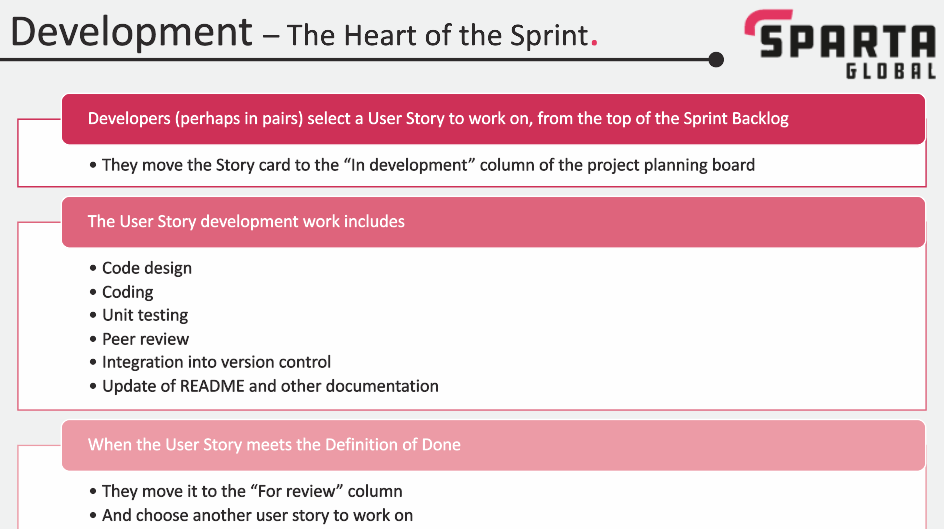 Development – The Heart of the Sprint.
SPARTA
GLOBAL
Developers (perhaps in pairs) select a User Story to work on, from the top of the Sprint Backlog
• They move the Story card to the “In development” column of the project planning board
The User Story development work includes
• Code design
• Coding
• Unit testing
• Peer review
• Integration into version control
• Update of README and other documentation
When the User Story meets the Definition of Done
• They move it to the “For review” column
• And choose another user story to work on